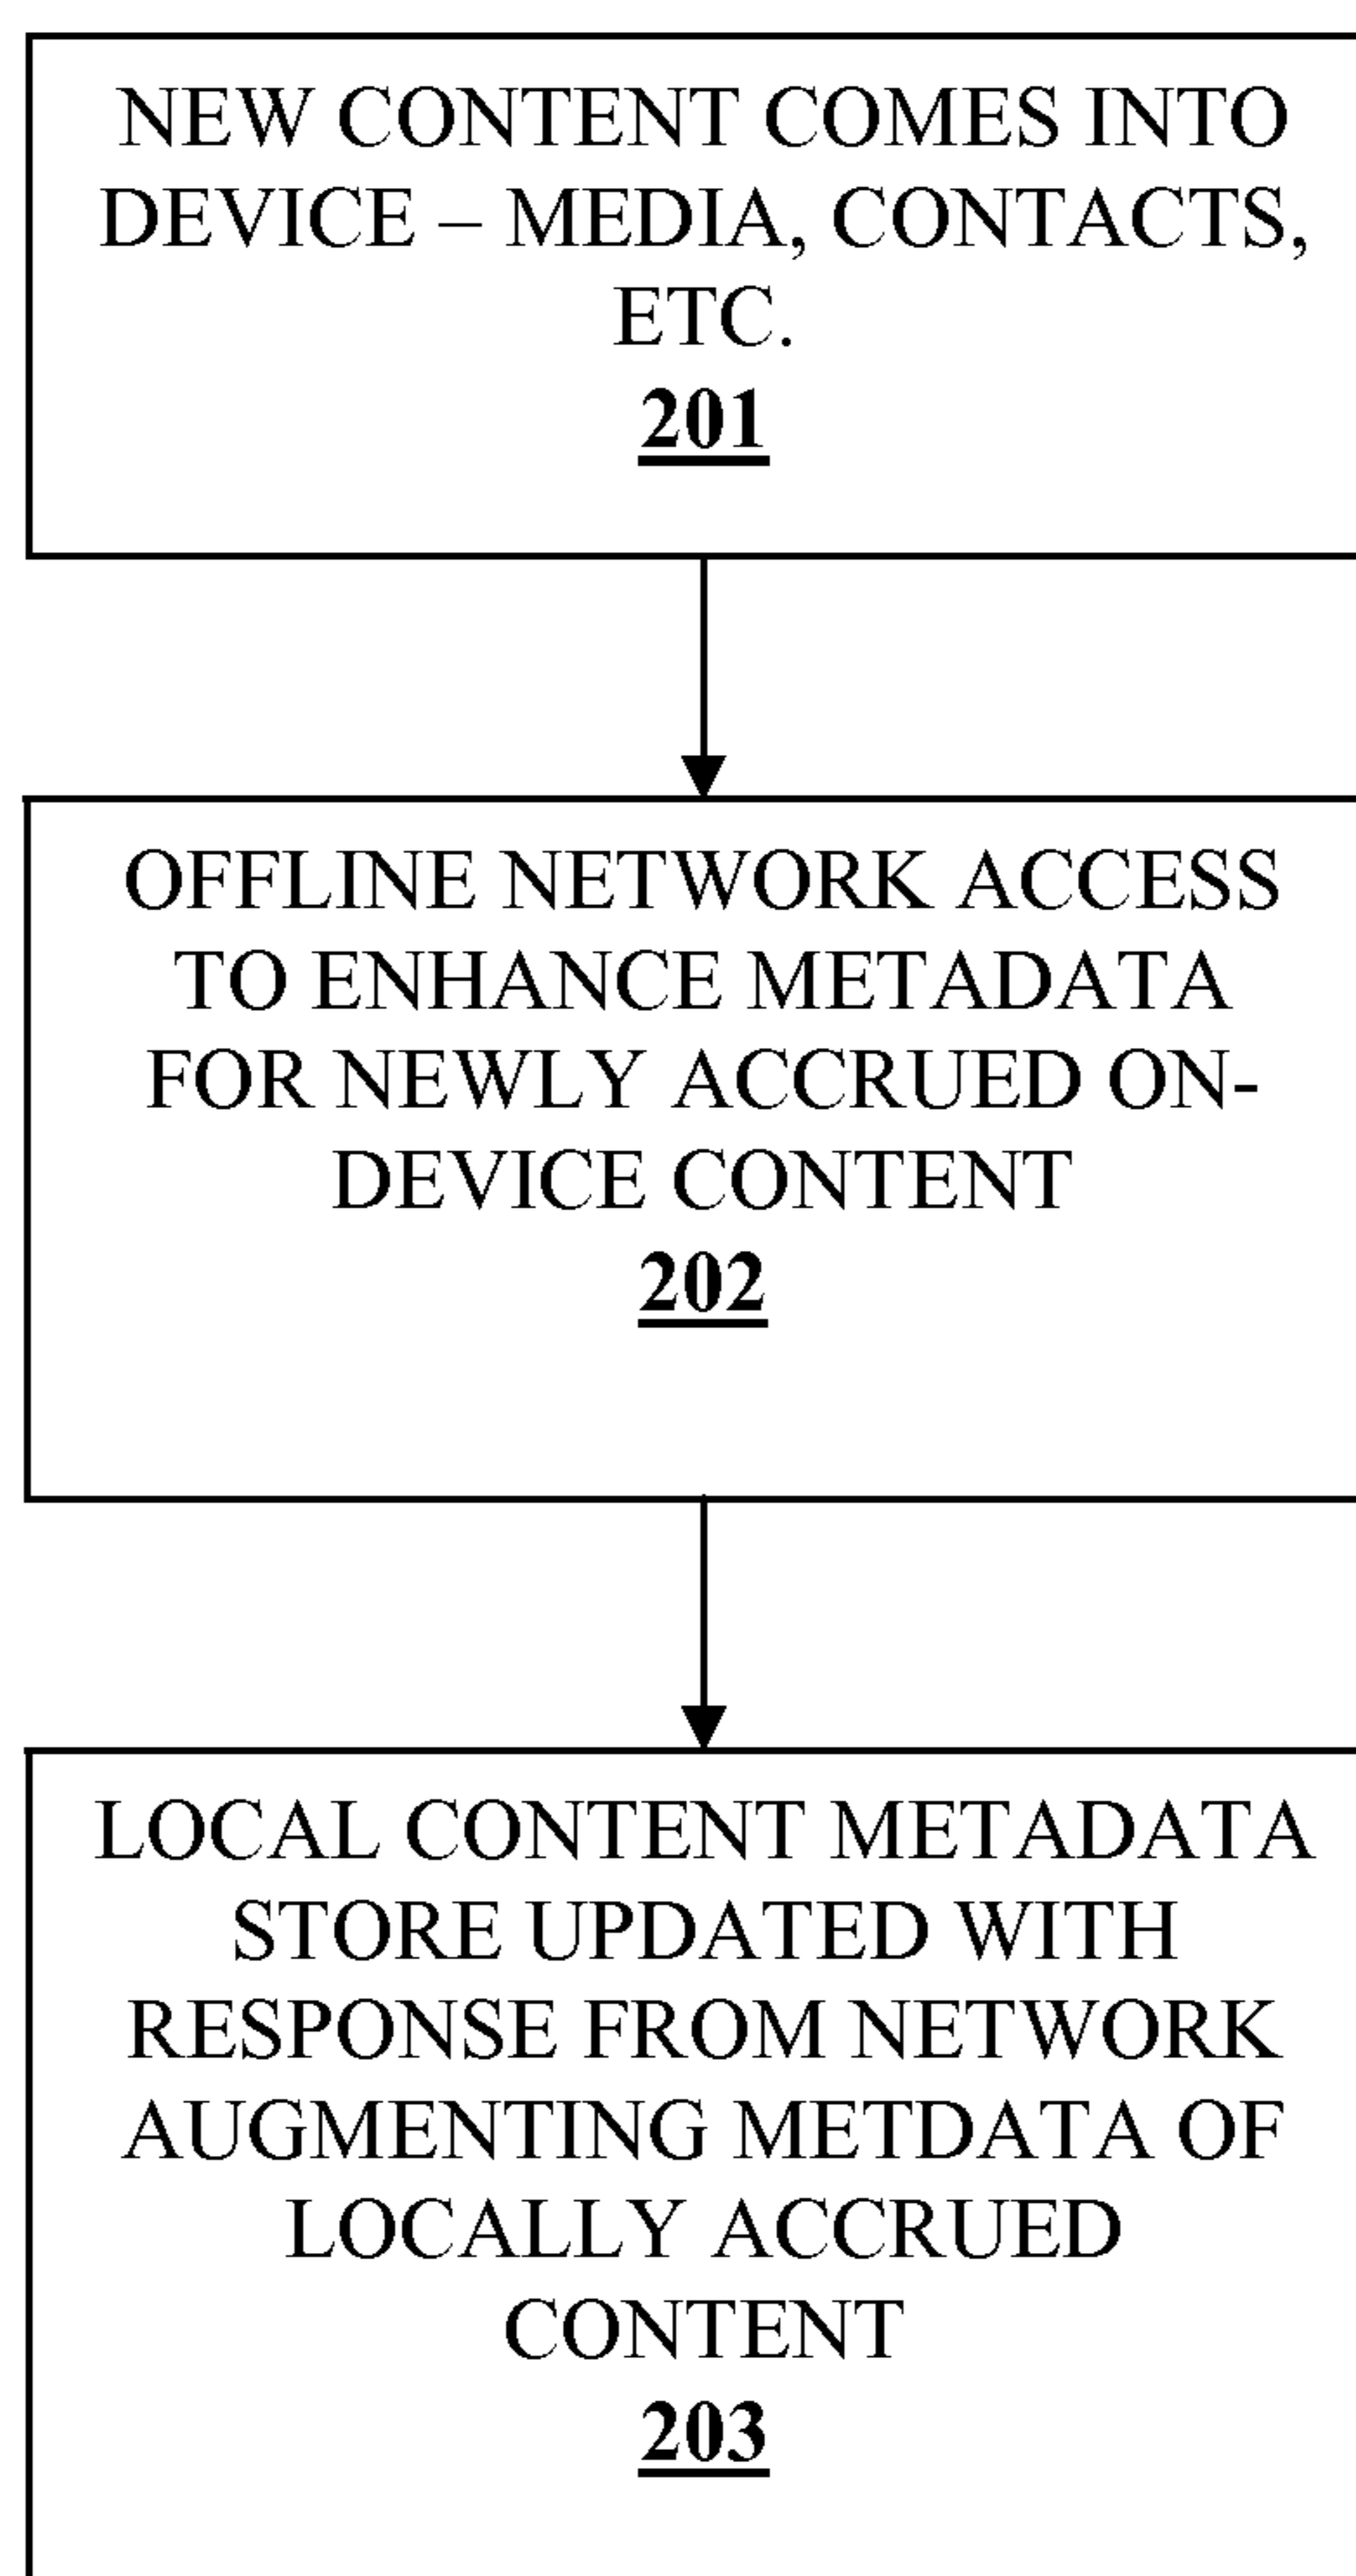 NEW CONTENT COMES INTO
DEVICE – MEDIA, CONTACTS,
ETC.
201
OFFLINE NETWORK ACCESS
TO ENHANCE METADATA
FOR NEWLY ACCRUED ON-
DEVICE CONTENT
202
LOCAL CONTENT METADATA
STORE UPDATED WITH
RESPONSE FROM NETWORK
AUGMENTING METDATA OF
LOCALLY ACCRUED
CONTENT
203